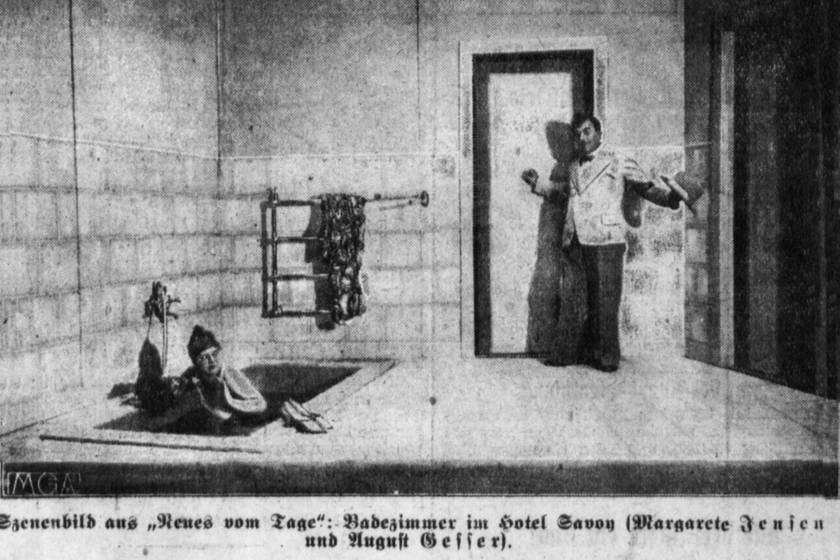 IMGA
Szenenbild aus „Neues vom Tage“: Badezimmer im Hotel Savoy (Margarete Jensen
und August Gesser).